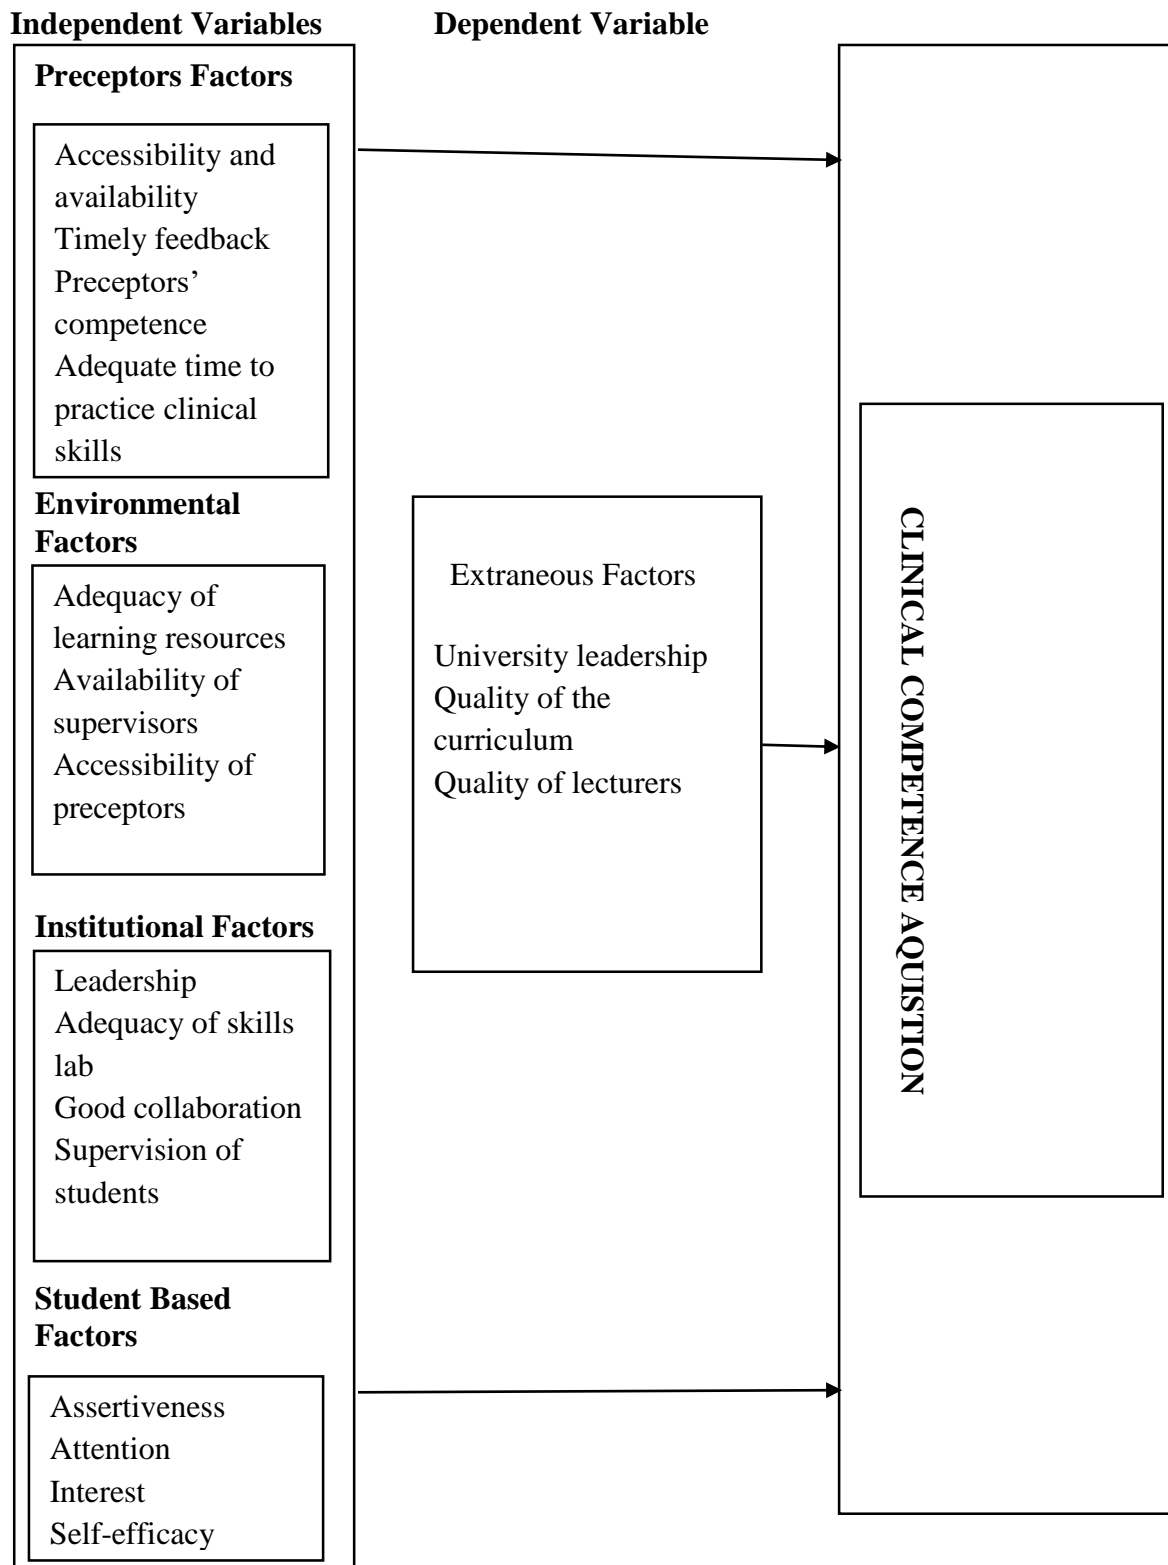 Independent Variables
Dependent Variable
Preceptors Factors
Accessibility and
availability
Timely feedback
Preceptors’
competence
Adequate time to
practice clinical
skills
Environmental
Factors
Adequacy of
learning resources
Availability of
supervisors
Accessibility of
preceptors
Institutional Factors
Leadership
Adequacy of skills
lab
Good collaboration
Supervision of
students
Student Based
Factors
Assertiveness
Attention
Interest
Self-efficacy
Extraneous Factors
University leadership
Quality of the
curriculum
Quality of lecturers
CLINICAL COMPETENCE AQUISTION